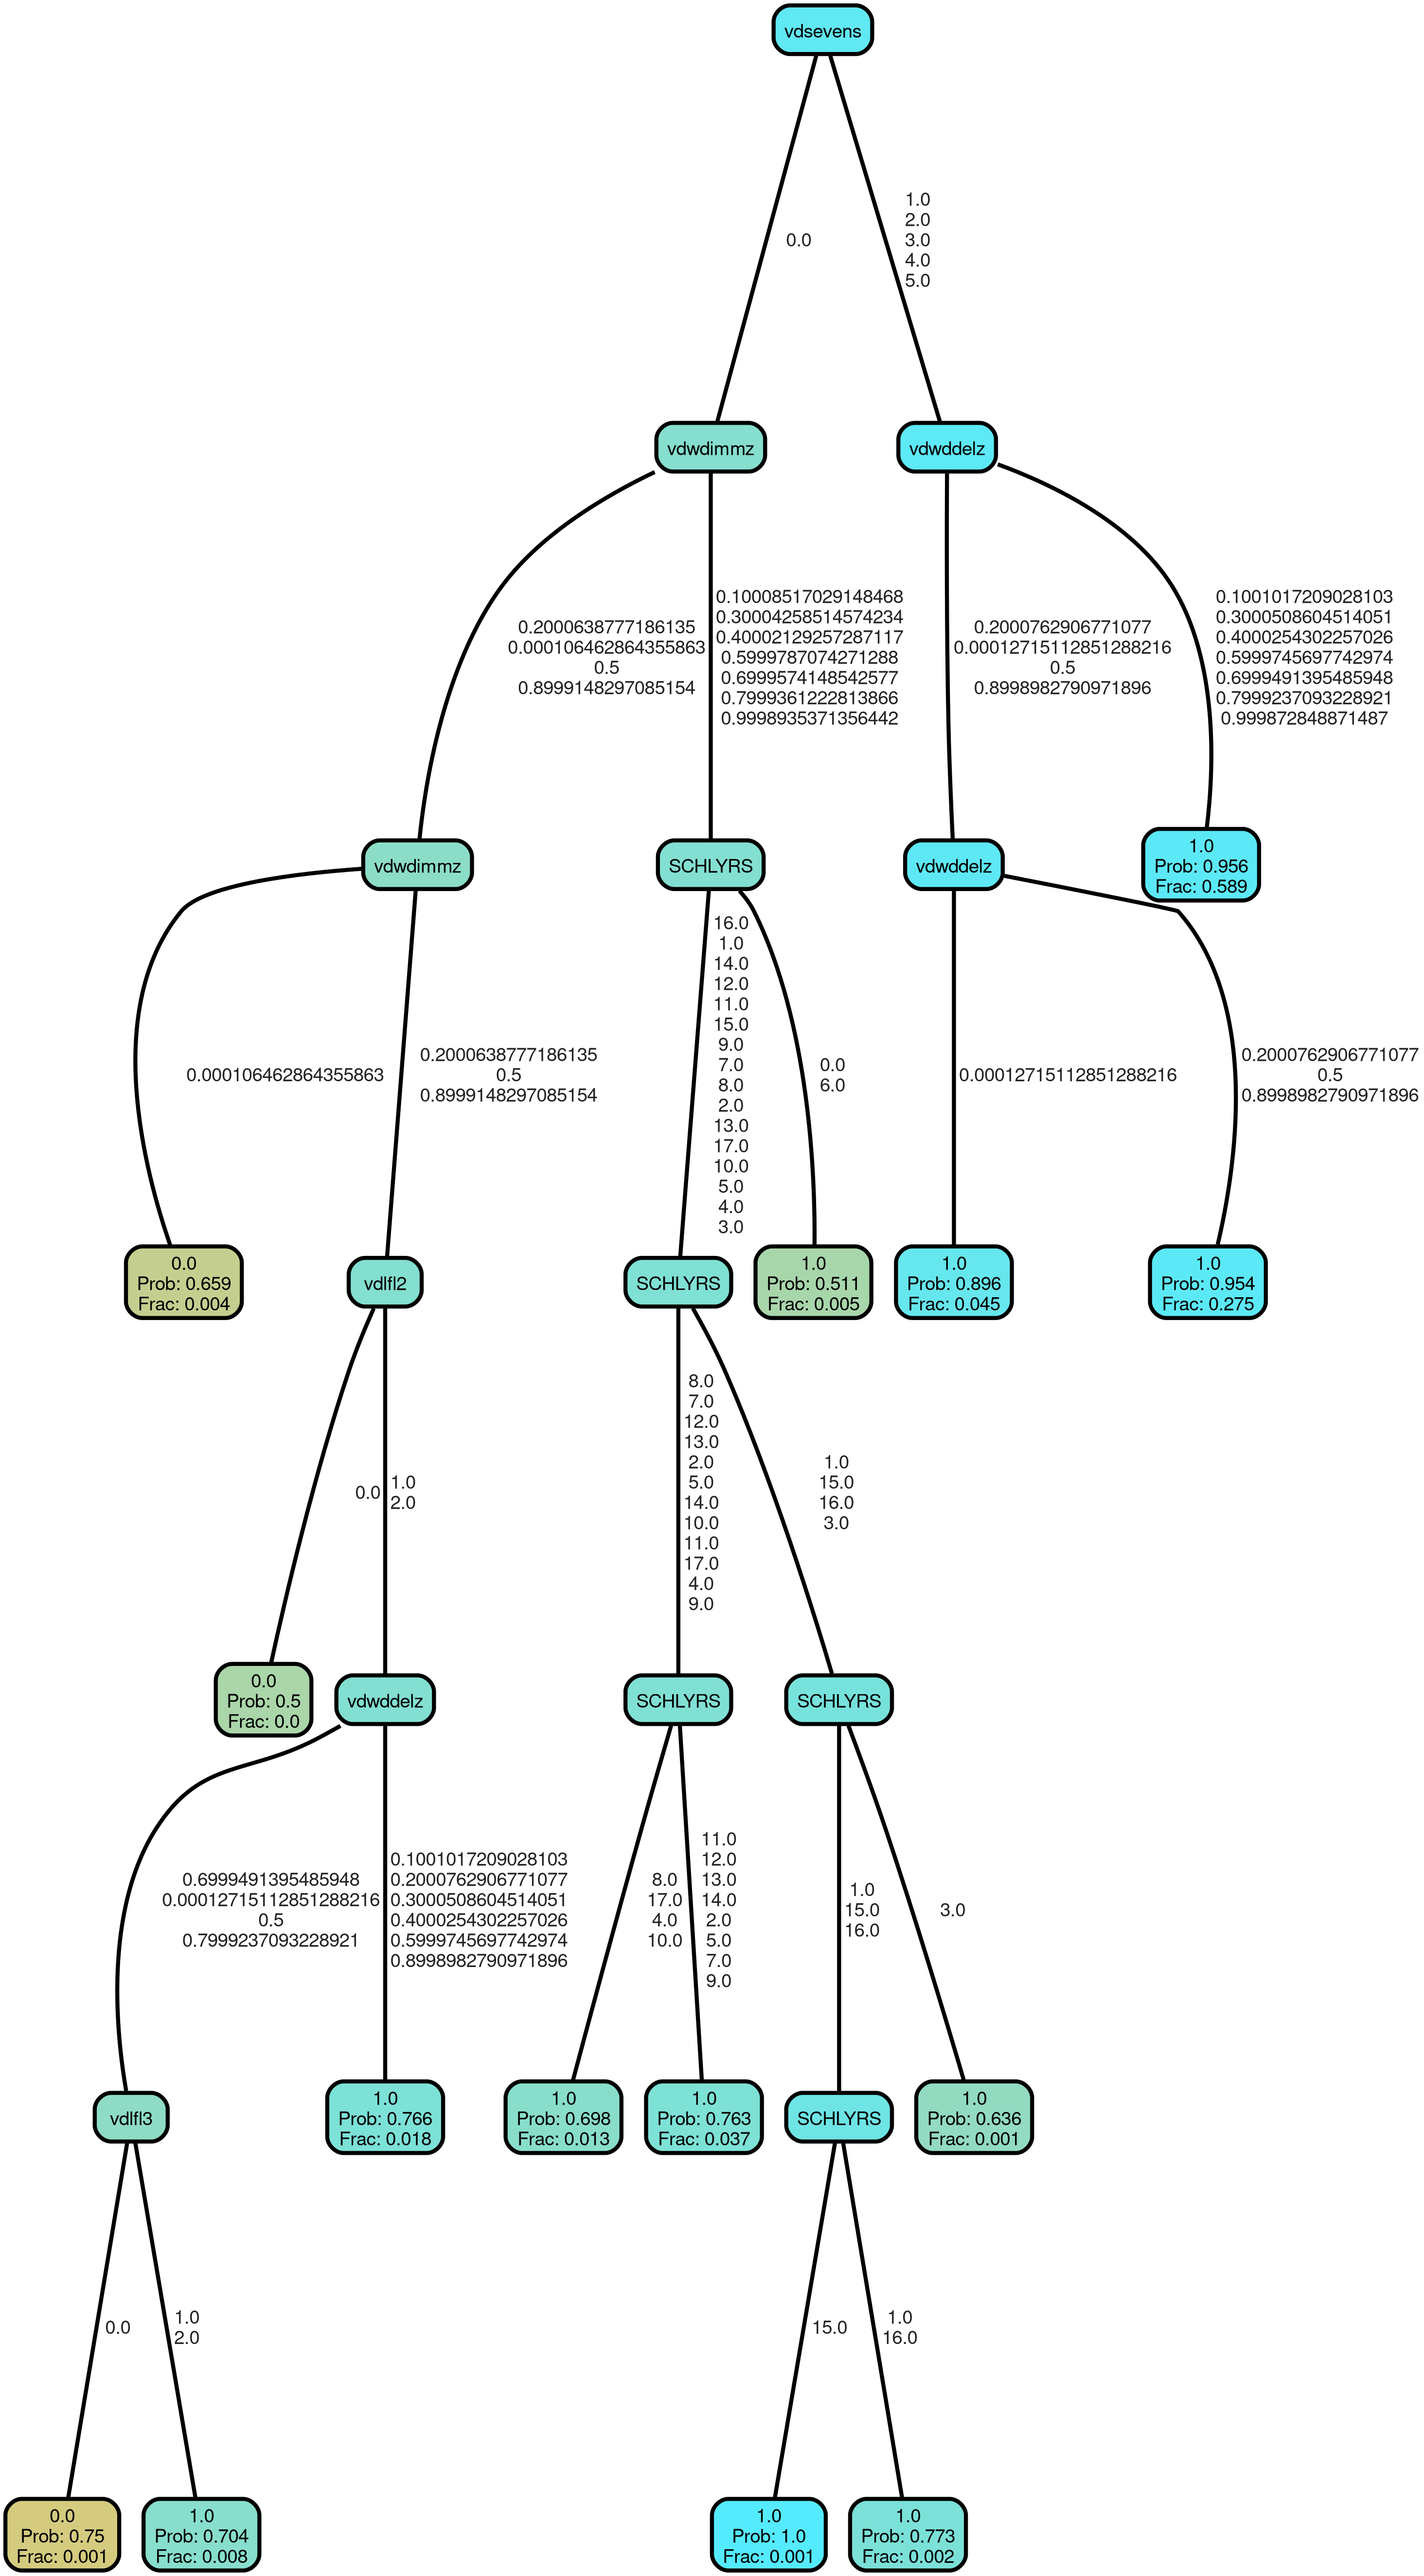 vdsevens
0.0
1.0
2.0
3.0
4.0
5.0
vdwdimmz
vdwddelz
0.2000638777186135
0.000106462864355863
0.5
0.8999148297085154
0.10008517029148468
0.30004258514574234
0.40002129257287117
0.5999787074271288
0.6999574148542577
0.79993612228138​66
0.9998935371356442
0.2000762906771077
0.00012715112851288216
0.5
0.8998982790971896
0.1001017209028103
0.3000508604514051
0.4000254302257026
0.5999745697742974
0.6999491395485948
0.7999237093228921
0.999872848871487
vdwdimmz
SCHLYRS
vdwddelz
1.0
Prob: 0.956
Frac: 0.589
0.000106462864355863
0.2000638777186135
0.5
0.8999148297085154
16.0
1.0
14.0
12.0
11.0
15.0
9.0
7.0
8.0
2.0
13.0
17.0
10.0
5.0
4.0
3.0
0.0
6.0
0.00012715112851288216
0.2000762906771077
0.5
0.8998982790971896
0.0
Prob: 0.659
Frac: 0.004
vdlfl2
SCHLYRS
1.0
Prob: 0.511
Frac: 0.005
1.0
Prob: 0.896
Frac: 0.045
1.0
Prob: 0.954
Frac: 0.275
0.0
1.0
2.0
8.0
7.0
12.0
13.0
2.0
5.0
14.0
10.0
11.0
17.0
4.0
9.0
1.0
15.0
16.0
3.0
0.0
Prob: 0.5
Frac: 0.0
vdwddelz
SCHLYRS
SCHLYRS
0.6999491395485948
0.00012715112851288216
0.5
0.7999237093228921
0.1001017209028103
0.2000762906771077
0.3000508604514051
0.4000254302257026
0.5999745697742974
0.8998982790971896
8.0
17.0
4.0
10.0
11.0
12.0
13.0
14.0
2.0
5.0
7.0
9.0
1.0
15.0
16.0
3.0
vdlfl3
1.0
Prob: 0.766
Frac: 0.018
1.0
Prob: 0.698
Frac: 0.013
1.0
Prob: 0.763
Frac: 0.037
SCHLYRS
1.0
Prob: 0.636
Frac: 0.001
0.0
1.0
2.0
15.0
1.0
16.0
0.0
Prob: 0.75
Frac: 0.001
1.0
Prob: 0.704
Frac: 0.008
1.0
Prob: 1.0
Frac: 0.001
1.0
Prob: 0.773
Frac: 0.002